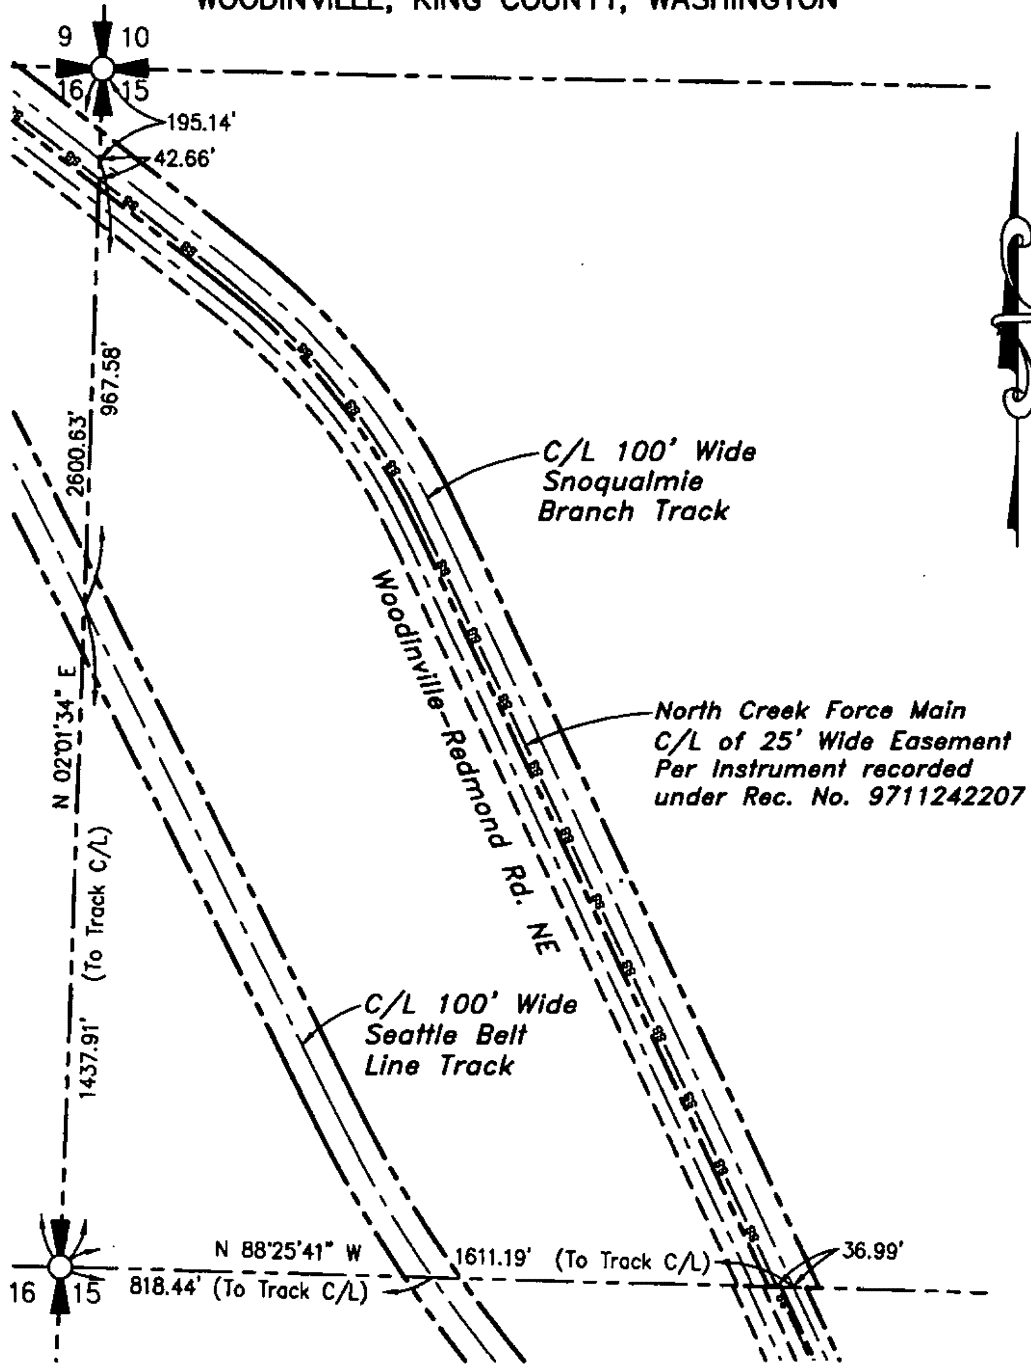 WOODINVILLE, KING COUNTY, WASHINGTON
9 10
16 15
195.14'
42.66'
967.58'
2600.63'
C/L 100' Wide
Snoqualmie
Branch Track
Woodinville-Redmond Rd. NE
N 02°01'34" E
North Creek Force Main
C/L of 25' Wide Easement
Per Instrument recorded
under Rec. No. 9711242207
1437.91' (To Track C/L)
C/L 100' Wide
Seattle Belt
Line Track
N 88°25'41" W
1611.19' (To Track C/L)
36.99'
818.44' (To Track C/L)
16 15